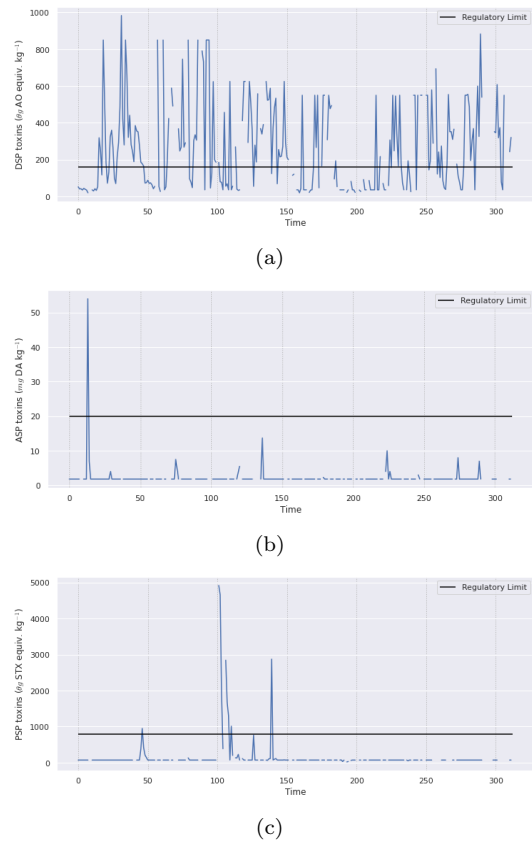 Regulatory Limit
DSP toxins (μg AO equiv. kg⁻¹)
1000
800
600
400
200
0
0 50 100 150 200 250 300
Time
(a)
Regulatory Limit
ASP toxins (mg DA kg⁻¹)
50
40
30
20
10
0
0 50 100 150 200 250 300
Time
(b)
Regulatory Limit
PSP toxins (μg STX equiv. kg⁻¹)
5000
4000
3000
2000
1000
0
0 50 100 150 200 250 300
Time
(c)